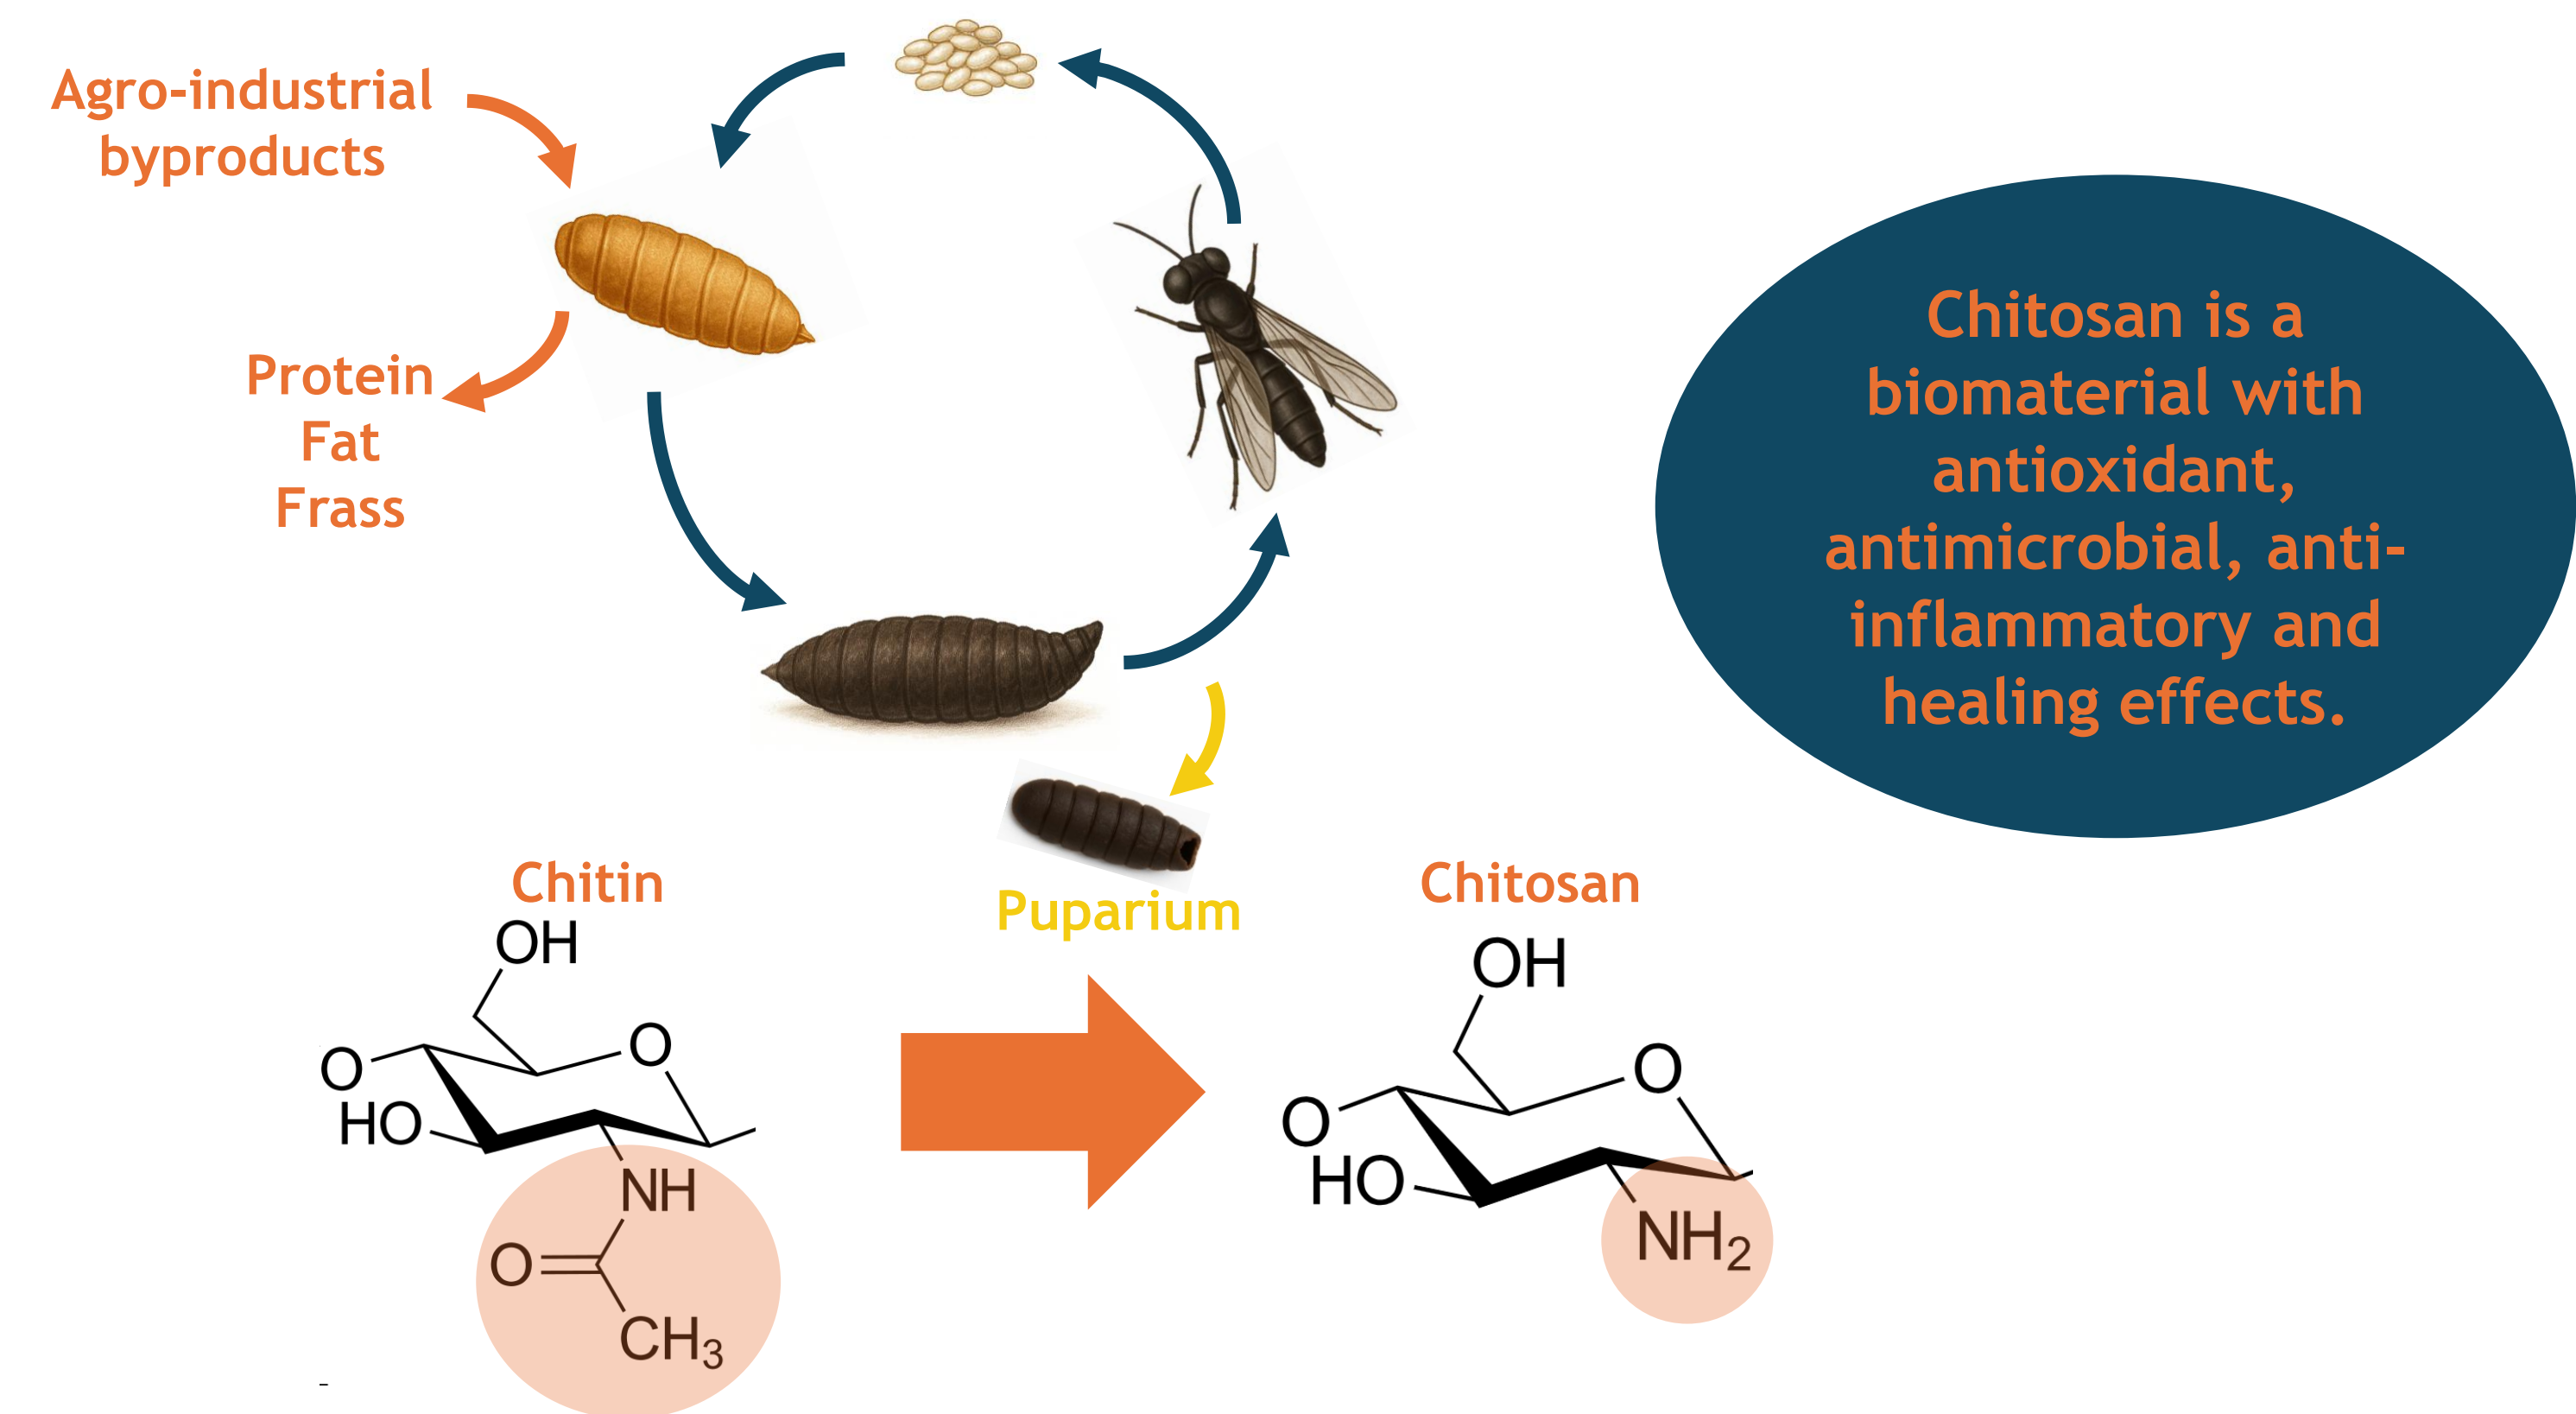 Agro-industrial
byproducts
Protein
Fat
Frass
Chitosan is a
biomaterial with
antioxidant,
antimicrobial, anti-
inflammatory and
healing effects.
Puparium
Chitin
OH
O
O
HO
NH
O
CH3
Chitosan
OH
O
O
HO
NH2